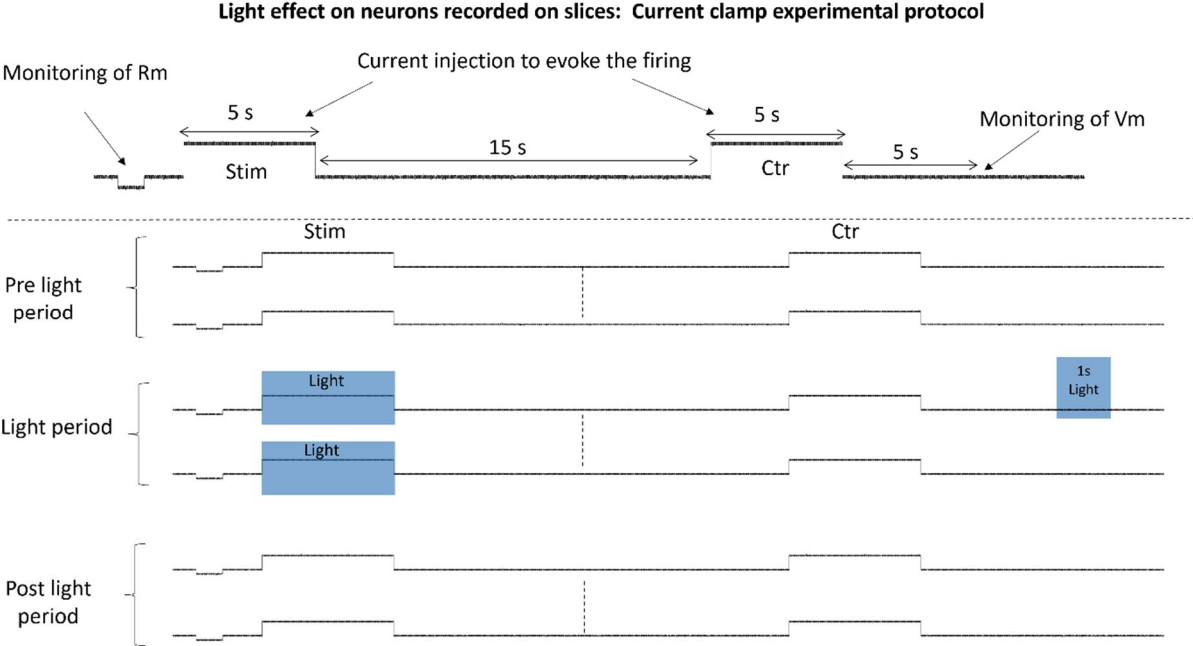 Light effect on neurons recorded on slices: Current clamp experimental protocol
Monitoring of Rm
Current injection to evoke the firing
5 s
5 s
Monitoring of Vm
15 s
5 s
Stim
Ctr
Stim
Ctr
Pre light
period
Light
1s
Light
Light period
Light
Post light
period